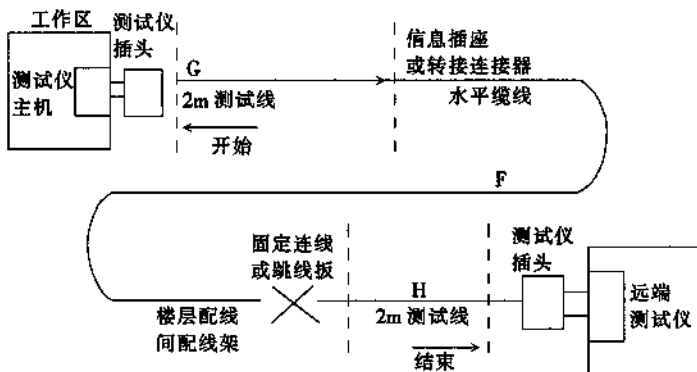 工作区
测试仪
插头
测试仪
主机
G
2m 测试线
开始
信息插座
或转接连接器
水平缆线
F
固定连线
或跳线板
楼层配线
间配线架
H
2m 测试线
结束
测试仪
插头
远端
测试仪